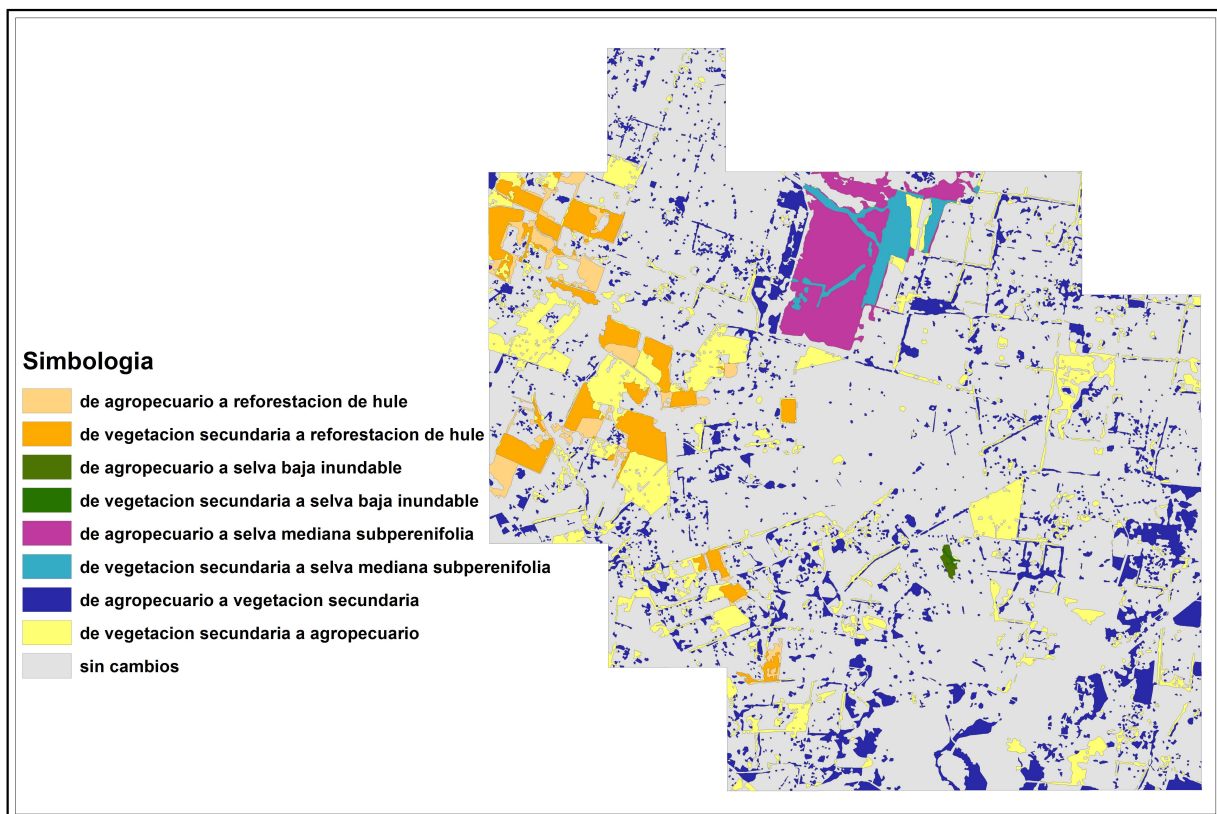 Simbologia
de agropecuario a reforestacion de hule
de vegetacion secundaria a reforestacion de hule
de agropecuario a selva baja inundable
de vegetacion secundaria a selva baja inundable
de agropecuario a selva mediana subperenifolia
de vegetacion secundaria a selva mediana subperenifolia
de agropecuario a vegetacion secundaria
de vegetacion secundaria a agropecuario
sin cambios